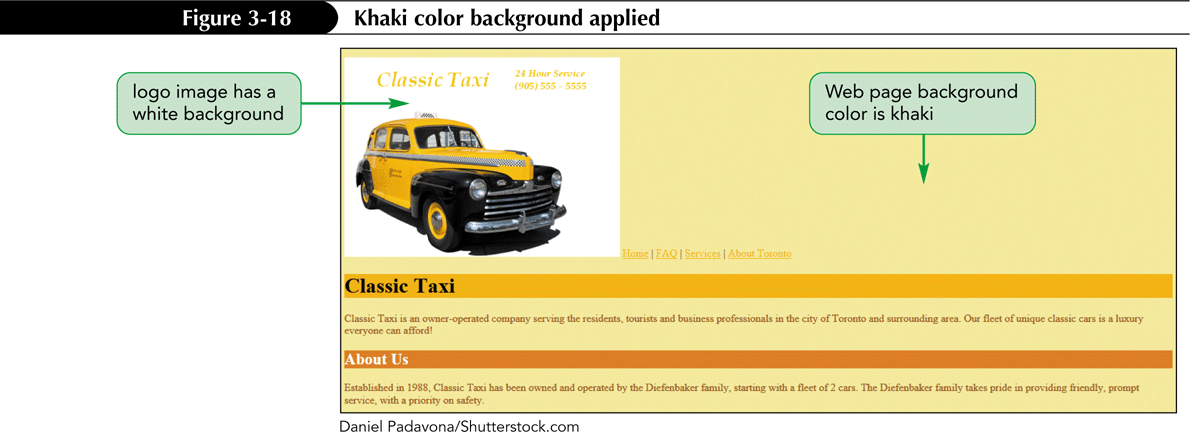 Figure 3-18 Khaki color background applied
logo image has a
white background
Classic Taxi
24 Hour Service
(905) 555 - 5555
Web page background
color is khaki
Home | FAQ | Services | About Toronto
Classic Taxi
Classic Taxi is an owner-operated company serving the residents, tourists and business professionals in the city of Toronto and surrounding area. Our fleet of unique classic cars is a luxury
everyone can afford!
About Us
Established in 1988, Classic Taxi has been owned and operated by the Diefenbaker family, starting with a fleet of 2 cars. The Diefenbaker family takes pride in providing friendly, prompt
service, with a priority on safety.
Daniel Padavona/Shutterstock.com